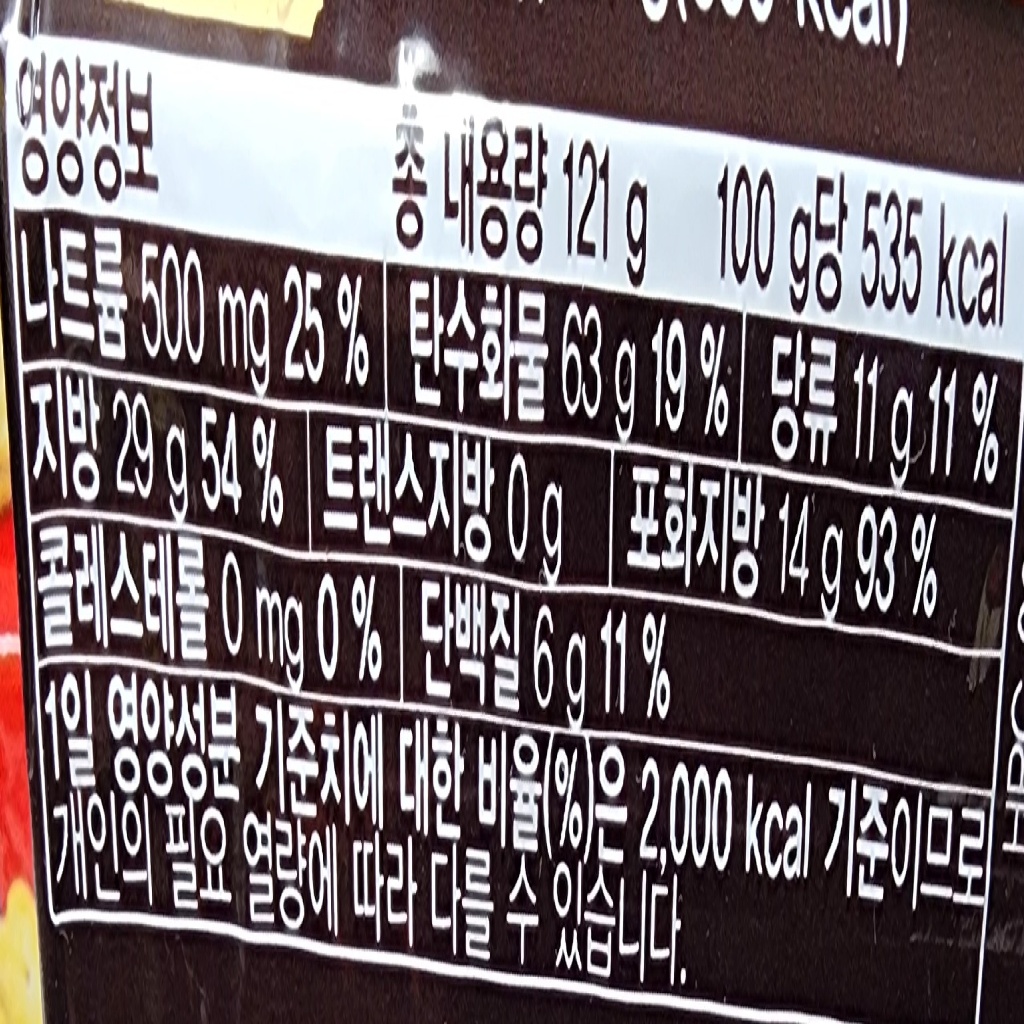 kcal)
영양정보 총 내용량 121 g 100 g당 535 kcal
나트륨 500 mg 25 % 탄수화물 63 g 19 % 당류 11 g 11 %
지방 29 g 54 % 트랜스지방 0 g 포화지방 14 g 93 %
콜레스테롤 0 mg 0 % 단백질 6 g 11 %
1일 영양성분 기준치에 대한 비율(%)은 2,000 kcal 기준이므로
개인의 필요 열량에 따라 다를 수 있습니다.